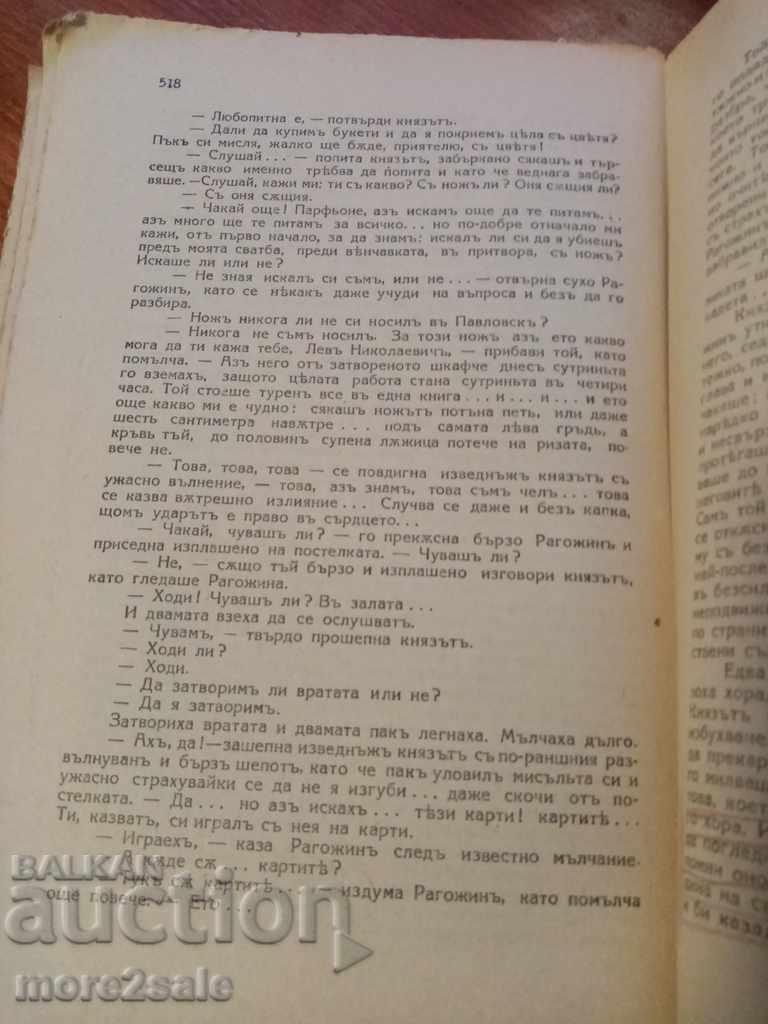 518
— Любопитна е, — потвърди князътъ.
— Дали да купимъ букети и да я покриемъ цѣла съ цвѣтя?
Пъкъ си мисля, жалко ще бѫде, приятелю, съ цвѣтя!
— Слушай... — попита князътъ, забъркано сякашъ и тър-
сещъ какво именно трѣбва да попита и като че веднага забра-
вяше. —Слушай, кажи ми: ти съ какво? Съ ножъ ли? Оня сѫщия ли?
— Съ оня сѫщия.
— Чакай още! Парфьоне, азъ искамъ още да те питамъ...
азъ много ще те питамъ за всичко... но по-добре отначало ми
кажи, отъ първо начало, за да знамъ: искалъ ли си да я убиешъ
предъ моята сватба, преди вѣнчавката, въ притвора, съ ножъ?
Искаше ли или не?
— Не зная искалъ си съмъ, или не... — отвърна сухо Ра-
гожинъ, като се нѣкакъ даже учуди на въпроса и безъ да го
разбира.
— Ножъ никога ли не си носилъ въ Павловскъ?
— Никога не съмъ носилъ. За този ножъ азъ ето какво
мога да ти кажа тебе, Левъ Николаевичъ, — прибави той, като
помълча. — Азъ него отъ затвореното шкафче днесъ сутриньта
го вземахъ, защото цѣлата работа стана сутриньта въ четири
часа. Той стоеше туренъ все въ една книга... и... и... и ето
още какво ми е чудно: сякашъ ножътъ потъна петь, или даже
шесть сантиметра навѫтре... подъ самата лѣва гръдь, а
кръвь тъй, до половинъ супена лѫжица потече на ризата, по-
вече не.
— Това, това, това — се повдигна изведнъжъ князътъ съ
ужасно вълнение, — това, азъ знамъ, това съмъ челъ... това
се казва вѫтрешно излияние... Случва се даже и безъ капка,
щомъ ударътъ е право въ сърдцето...
— Чакай, чувашъ ли? — го прекѫсна бързо Рагожинъ и
приседна изплашено на постелката. — Чувашъ ли?
— Не, — сѫщо тъй бързо и изплашено изговори князътъ,
като гледаше Рагожина.
— Ходи! Чувашъ ли? Въ залата...
И двамата взеха да се ослушватъ.
— Чувамъ, — твърдо прошепна князътъ.
— Ходи ли?
— Ходи.
— Да затворимъ ли вратата или не?
— Да я затворимъ.
Затвориха вратата и двамата пакъ легнаха. Мълчаха дълго.
— Ахъ, да!—зашепна изведнъжъ князътъ съ по-раншния раз-
вълнуванъ и бързъ шепотъ, като че пакъ уловилъ мисъльта си и
ужасно страхувайки се да не я изгуби... даже скочи отъ по-
стелката. — Да... но азъ искахъ... тѣзи карти! картитѣ...
Ти, казватъ, си игралъ съ нея на карти.
— Играехъ, — каза Рагожинъ следъ известно мълчание.
— А кѫде сѫ... картитѣ?
— Тукъ сѫ картитѣ... — издума Рагожинъ, като помълча
още повече. — Ето...
BALKAN
auction
more2sale